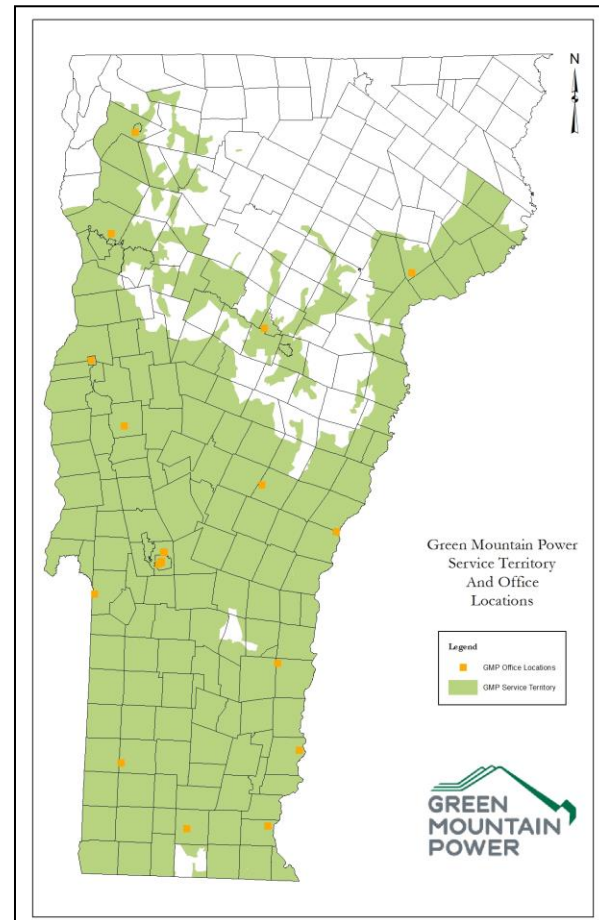 N
Green Mountain Power
Service Territory
And Office
Locations
Legend
GMP Office Locations
GMP Service Territory
GREEN
MOUNTAIN
POWER